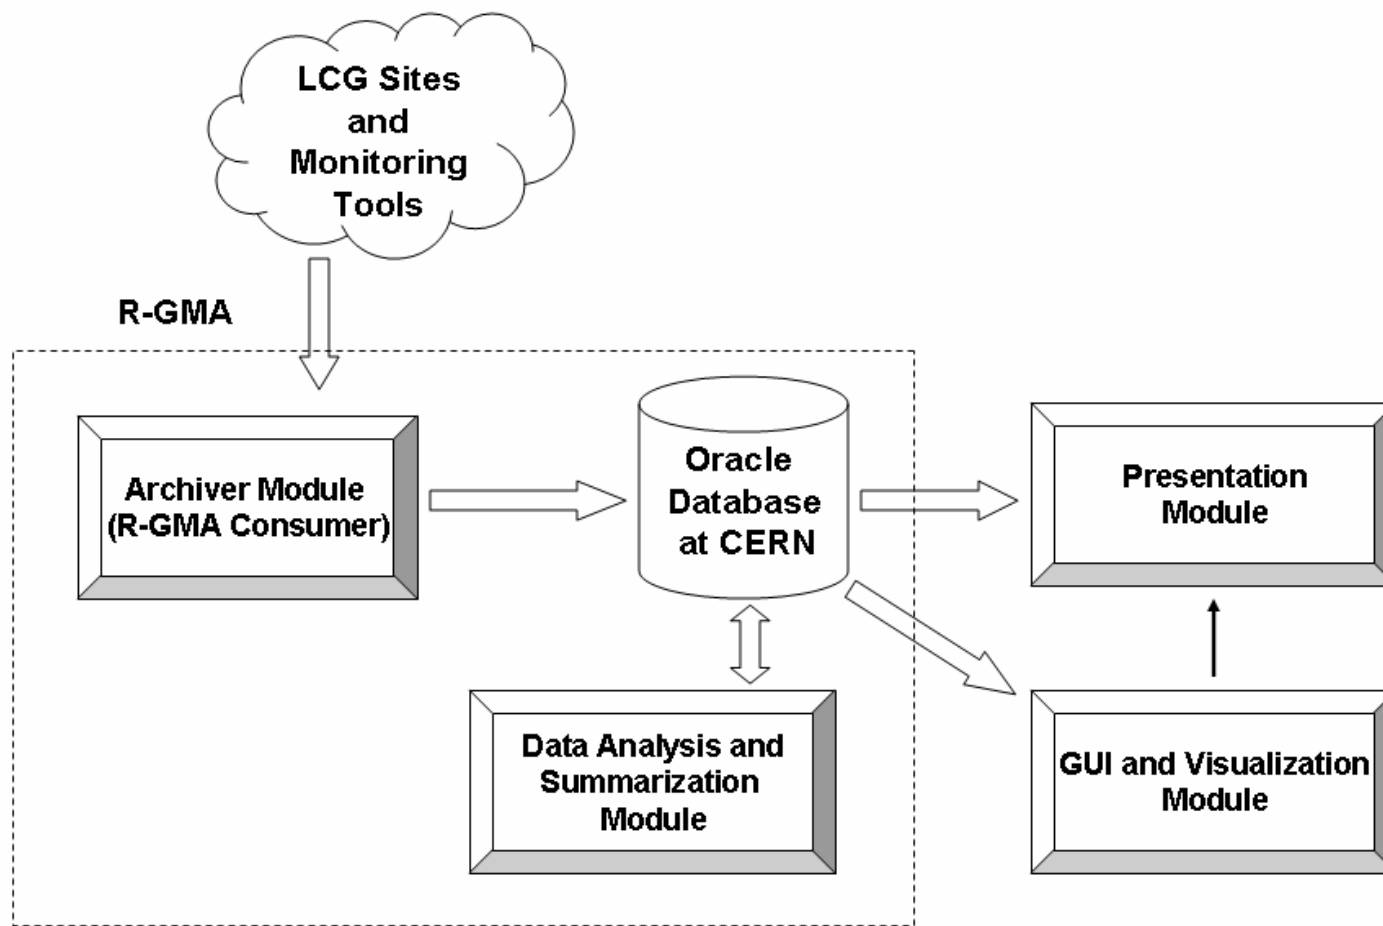 LCG Sites
and
Monitoring
Tools
R-GMA
Archiver Module
(R-GMA Consumer)
Oracle
Database
at CERN
Presentation
Module
Data Analysis and
Summarization
Module
GUI and Visualization
Module